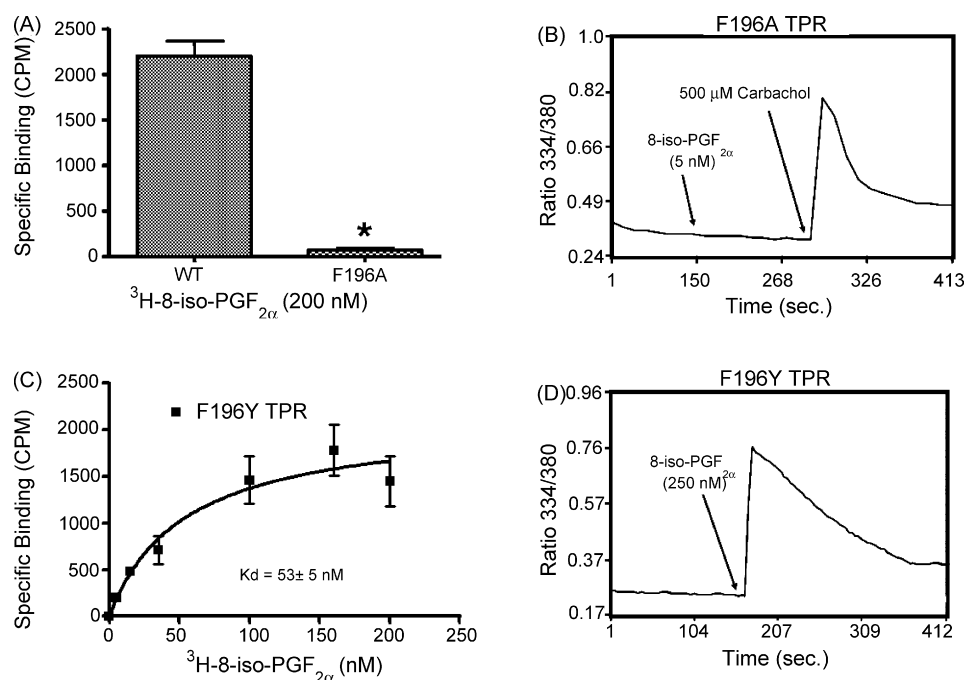 (A)
2500
2000
1500
1000
500
0
Specific Binding (CPM)
*
WT
F196A
³H-8-iso-PGF₂α (200 nM)
(B)
F196A TPR
1.0
0.82
0.66
0.49
0.24
Ratio 334/380
500 µM Carbachol
8-iso-PGF₂α
(5 nM)
1
150
268
326
413
Time (sec.)
(C)
2500
2000
1500
1000
500
0
Specific Binding (CPM)
F196Y TPR
Kd = 53± 5 nM
0
50
100
150
200
250
³H-8-iso-PGF₂α (nM)
(D)
F196Y TPR
0.96
0.76
0.57
0.37
0.17
Ratio 334/380
8-iso-PGF₂α
(250 nM)
1
104
207
309
412
Time (sec.)